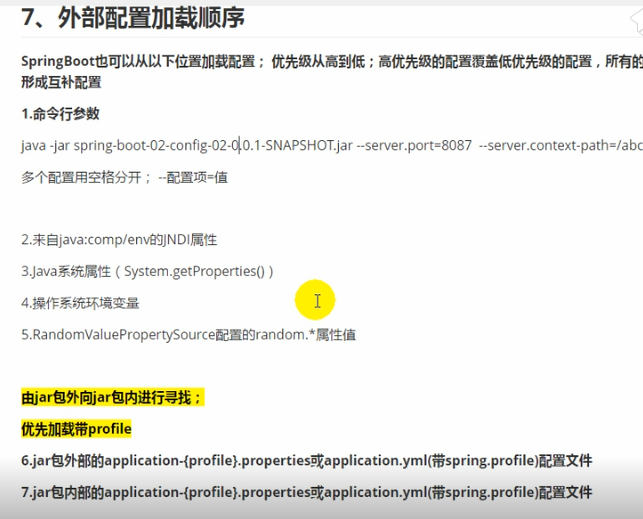 7、外部配置加载顺序
SpringBoot也可以从以下位置加载配置； 优先级从高到低；高优先级的配置覆盖低优先级的配置，所有的
形成互补配置
1.命令行参数
java -jar spring-boot-02-config-02-0.0.1-SNAPSHOT.jar --server.port=8087 --server.context-path=/abc
多个配置用空格分开； --配置项=值
2.来自java:comp/env的JNDI属性
3.Java系统属性（System.getProperties()）
4.操作系统环境变量
5.RandomValuePropertySource配置的random.*属性值
由jar包外向jar包内进行寻找；
优先加载带profile
6.jar包外部的application-{profile}.properties或application.yml(带spring.profile)配置文件
7.jar包内部的application-{profile}.properties或application.yml(带spring.profile)配置文件